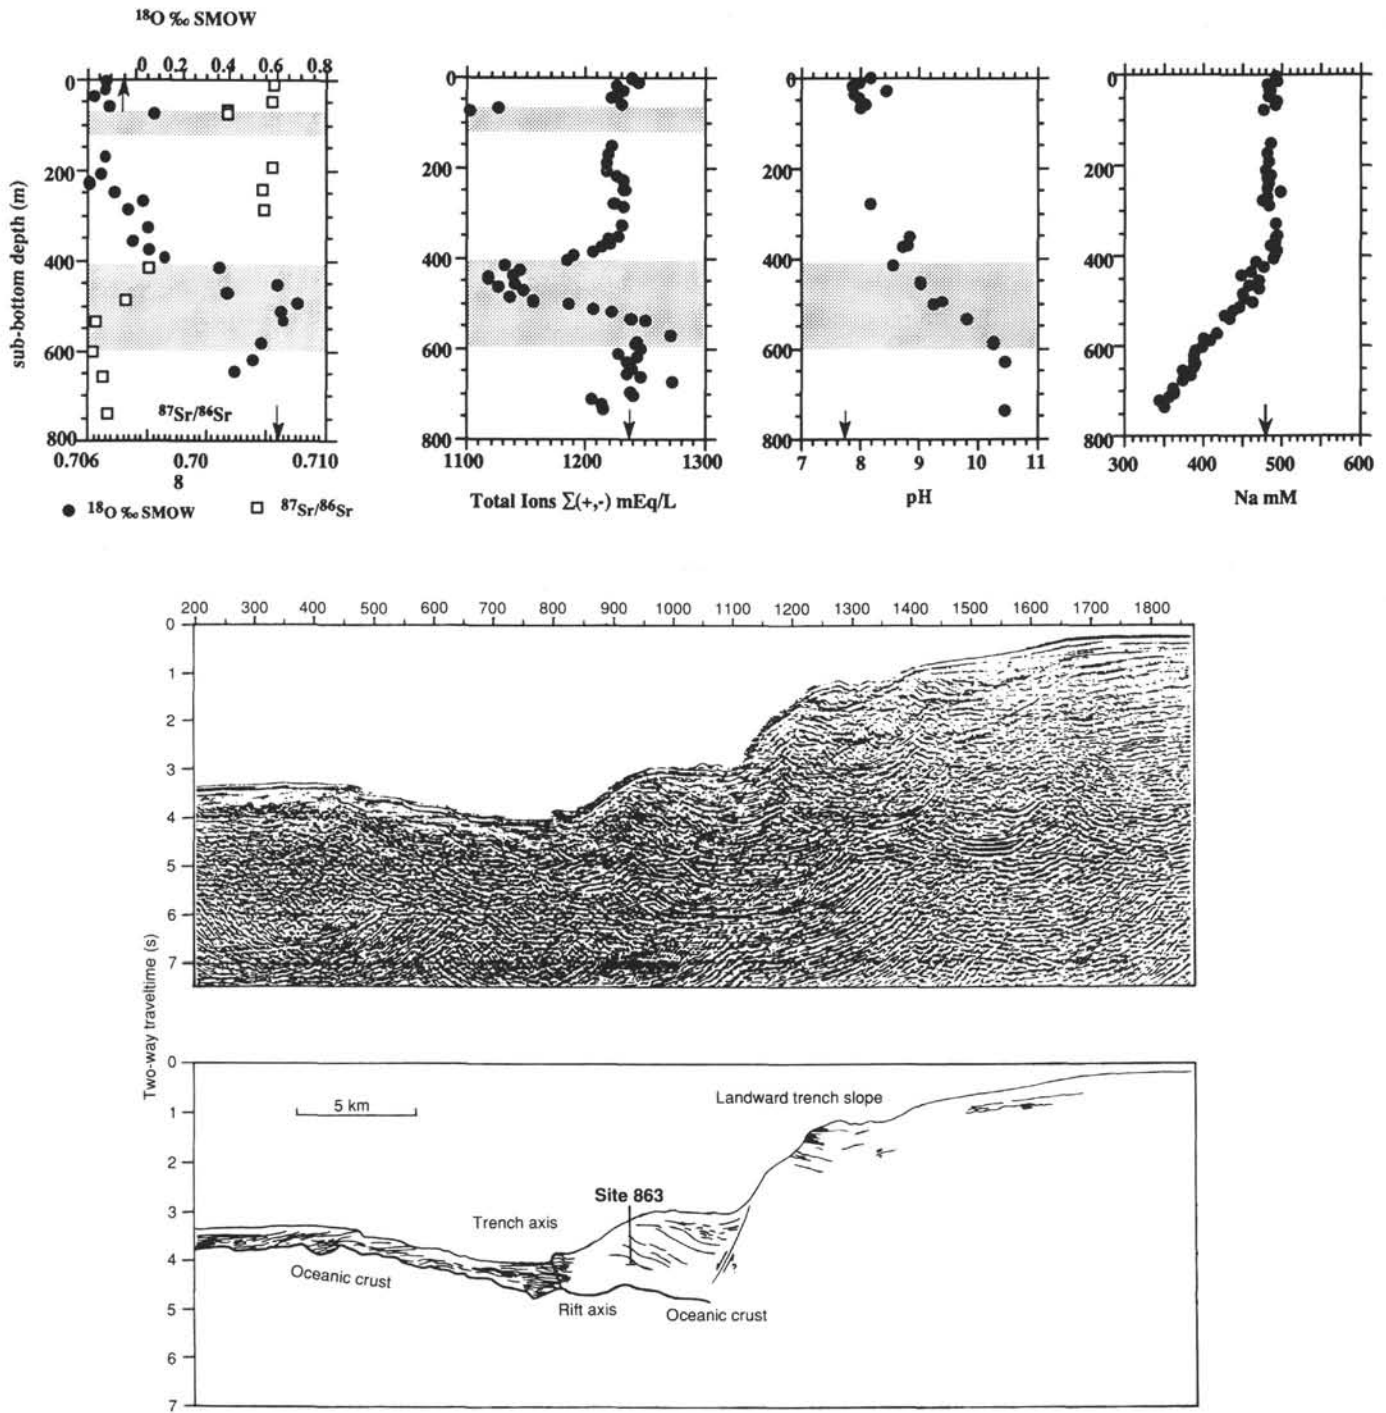 18O ‰ SMOW
0 0.2 0.4 0.6 0.8
0
200
400
600
800
sub-bottom depth (m)
87Sr/86Sr
0.706 0.70 0.710
8
● 18O ‰ SMOW □ 87Sr/86Sr
0
200
400
600
800
1100 1200 1300
Total Ions Σ(+,-) mEq/L
0
200
400
600
800
7 8 9 10 11
pH
0
200
400
600
800
300 400 500 600
Na mM
200 300 400 500 600 700 800 900 1000 1100 1200 1300 1400 1500 1600 1700 1800
0
1
2
3
4
5
6
7
Two-way traveltime (s)
0
1
2
3
4
5
6
7
5 km
Landward trench slope
Site 863
Trench axis
Oceanic crust
Rift axis
Oceanic crust
?